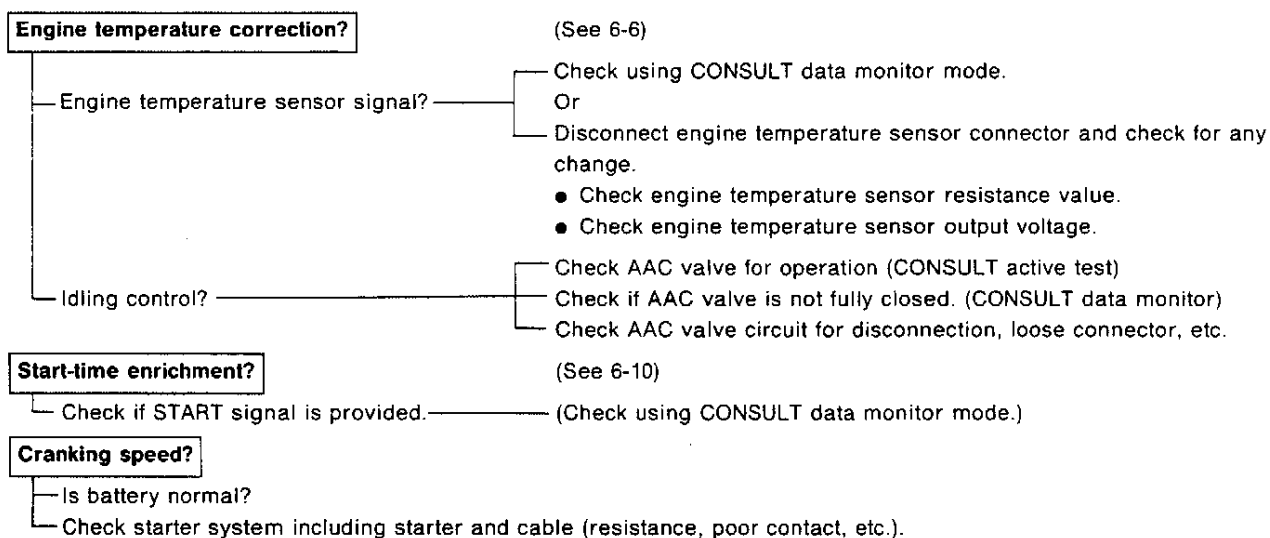 Engine temperature correction? (See 6-6)
Check using CONSULT data monitor mode.
Engine temperature sensor signal? Or
Disconnect engine temperature sensor connector and check for any
change.
● Check engine temperature sensor resistance value.
● Check engine temperature sensor output voltage.
Check AAC valve for operation (CONSULT active test)
Idling control? Check if AAC valve is not fully closed. (CONSULT data monitor)
Check AAC valve circuit for disconnection, loose connector, etc.
Start-time enrichment? (See 6-10)
Check if START signal is provided. (Check using CONSULT data monitor mode.)
Cranking speed?
Is battery normal?
Check starter system including starter and cable (resistance, poor contact, etc.).